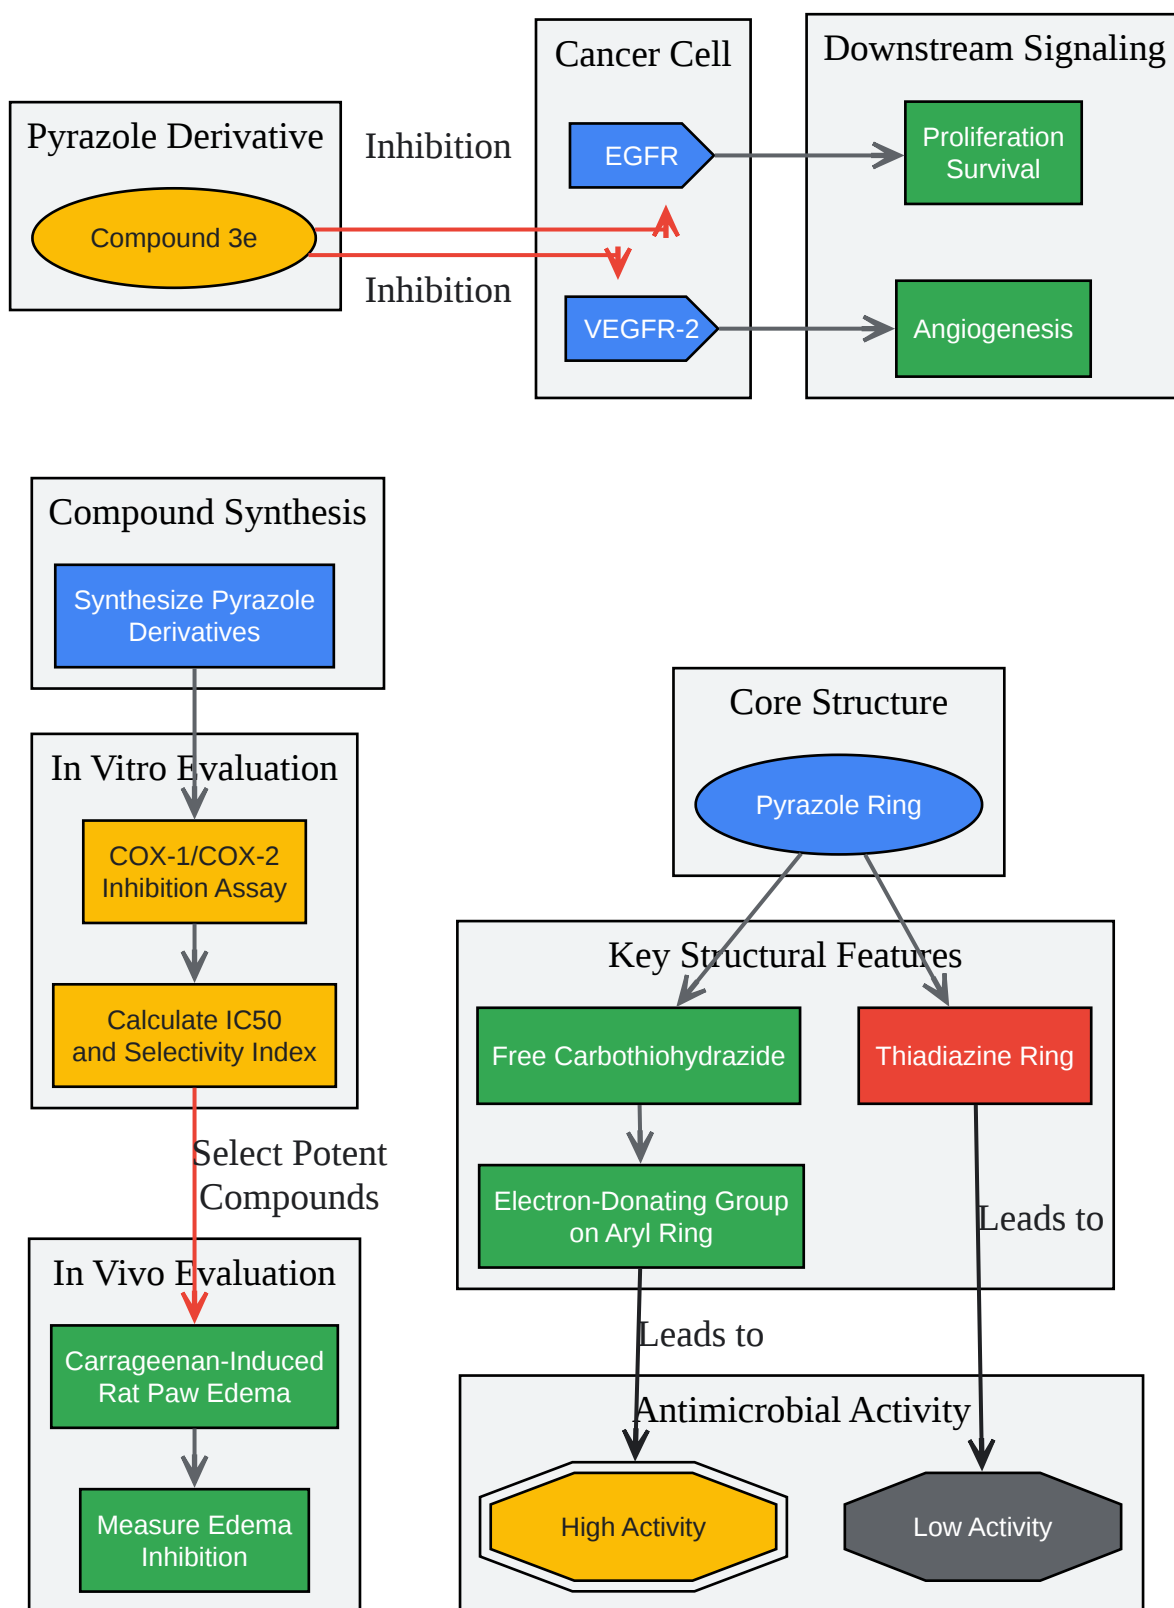 Pyrazole Derivative
Compound 3e
Inhibition
Inhibition
Cancer Cell
EGFR
VEGFR-2
Downstream Signaling
Proliferation
Survival
Angiogenesis
Compound Synthesis
Synthesize Pyrazole
Derivatives
In Vitro Evaluation
COX-1/COX-2
Inhibition Assay
Calculate IC50
and Selectivity Index
Select Potent
Compounds
In Vivo Evaluation
Carrageenan-Induced
Rat Paw Edema
Measure Edema
Inhibition
Core Structure
Pyrazole Ring
Key Structural Features
Free Carbothiohydrazide
Thiadiazine Ring
Electron-Donating Group
on Aryl Ring
Leads to
Leads to
Antimicrobial Activity
High Activity
Low Activity